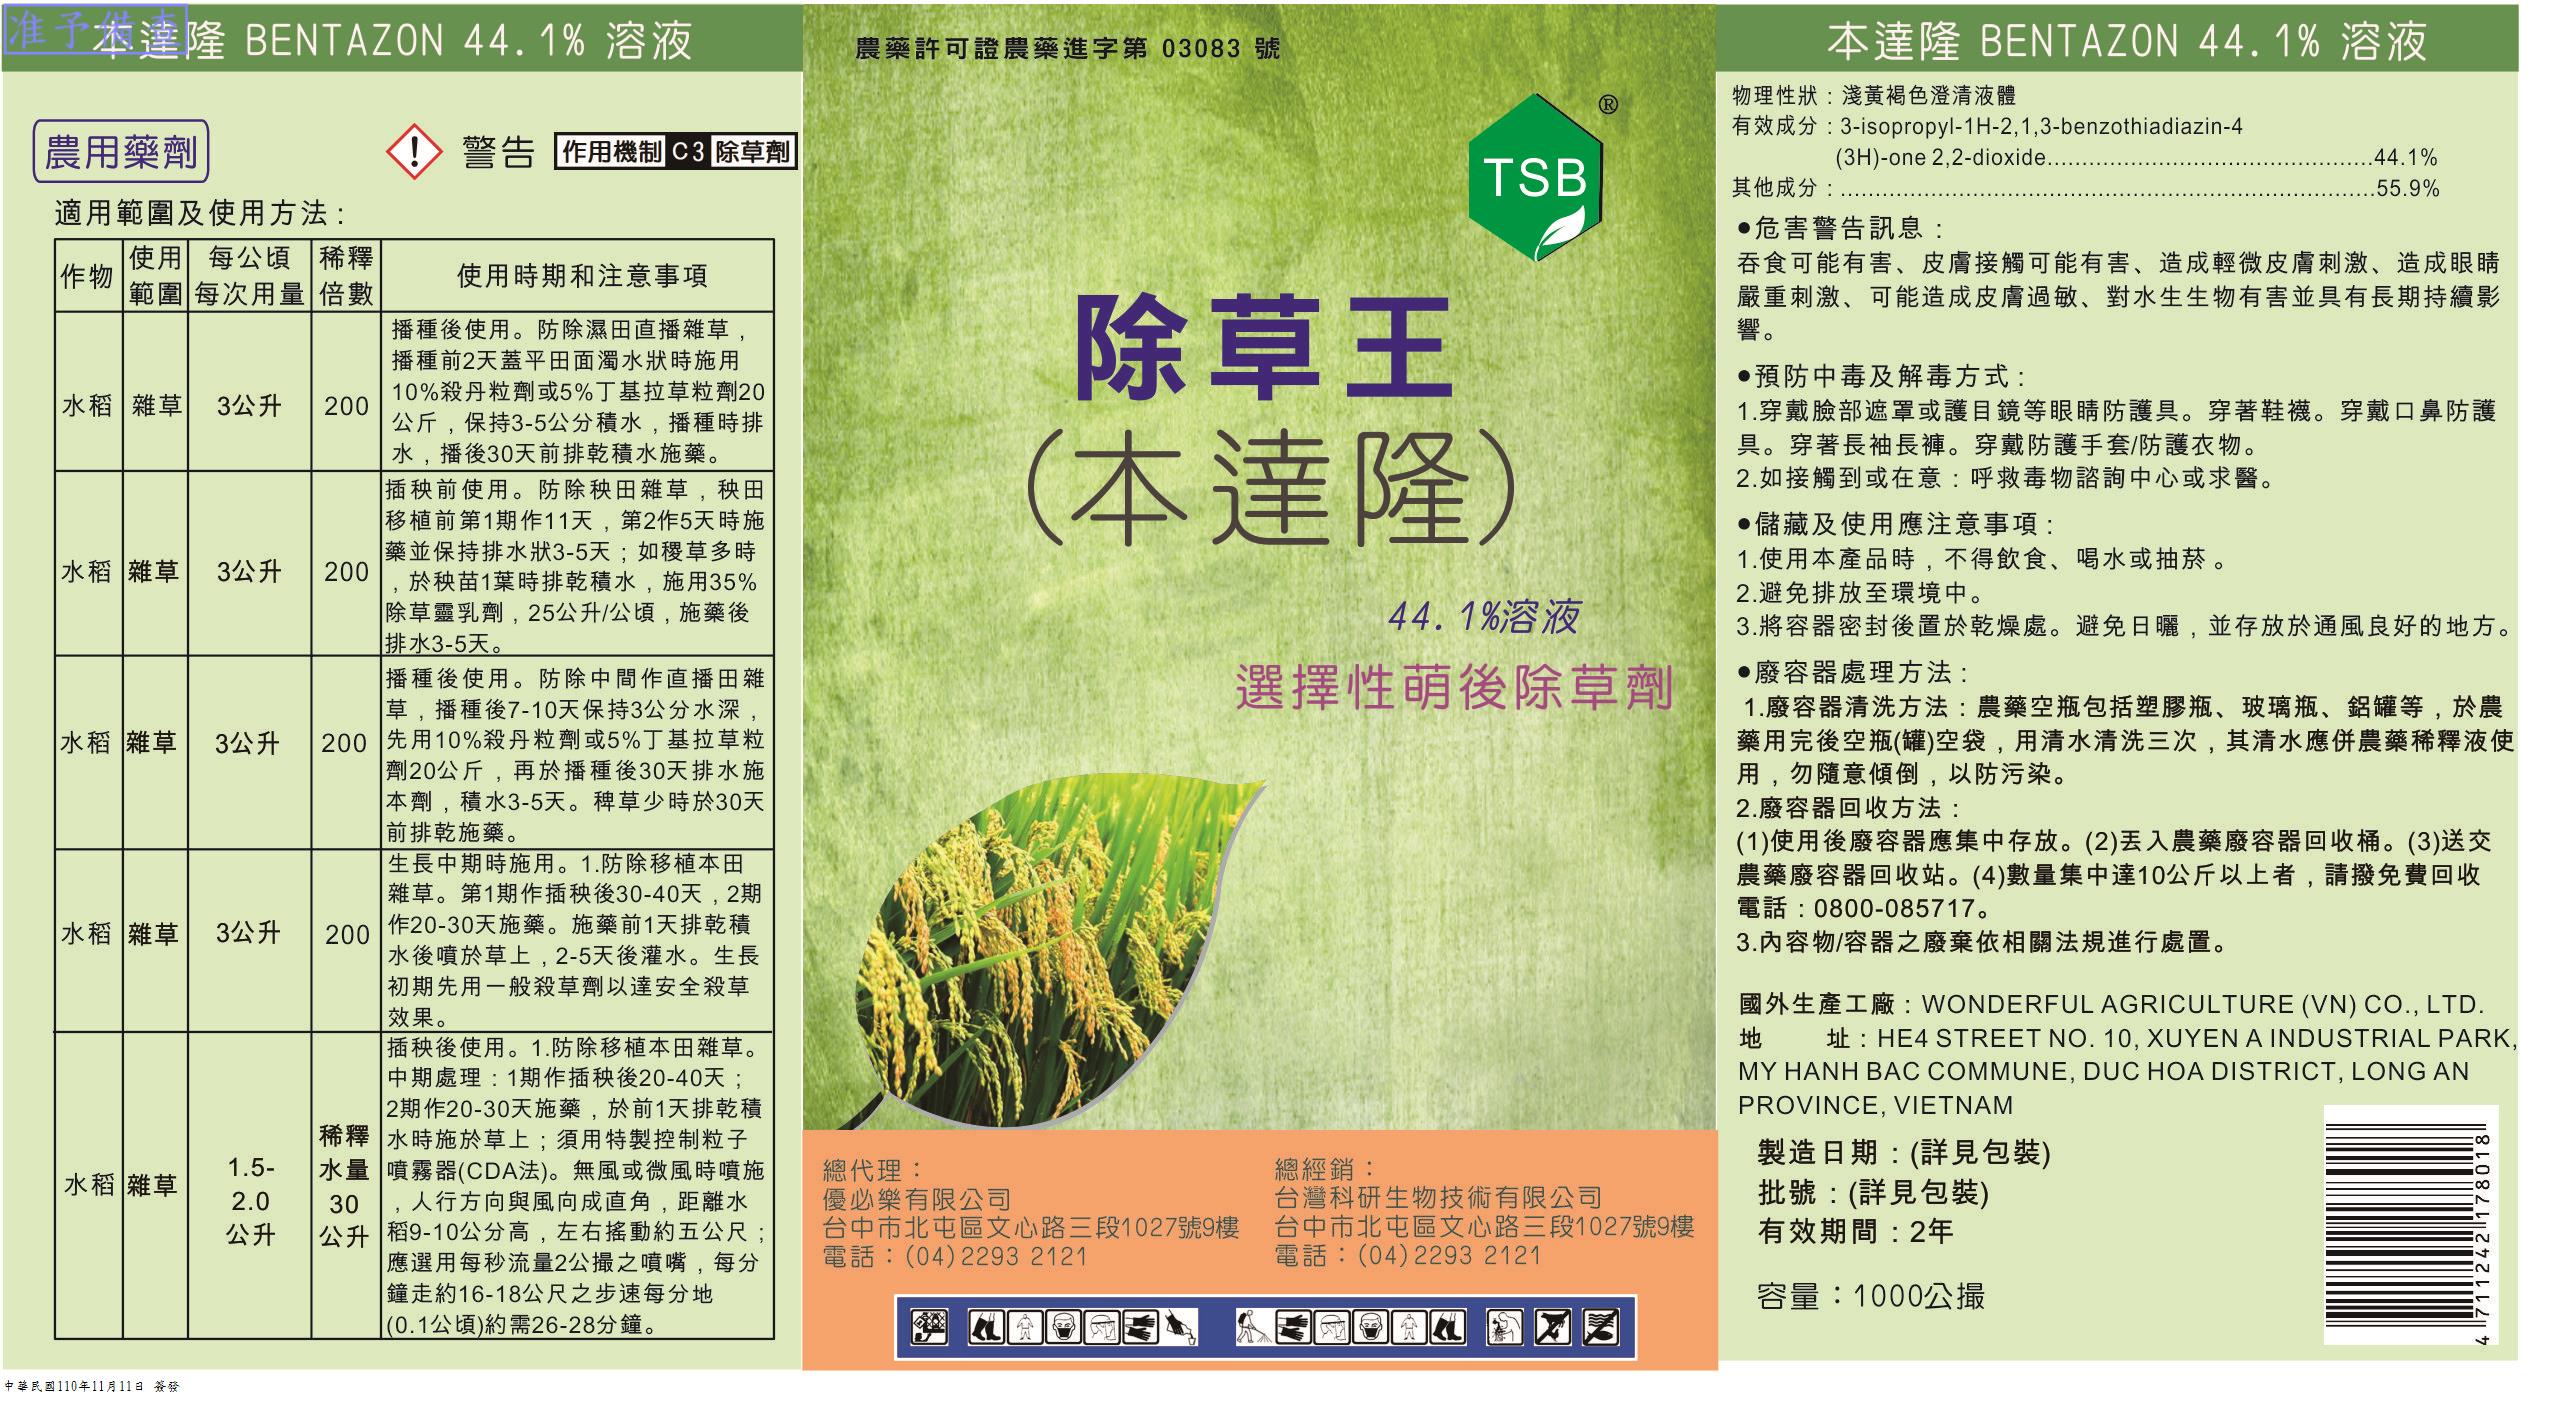 准予備查
本達隆 BENTAZON 44.1% 溶液
農用藥劑
警告
作用機制 C3 除草劑
適用範圍及使用方法:
作物 使用範圍 每公頃每次用量 稀釋倍數 使用時期和注意事項
水稻 雜草 3公升 200
播種後使用。防除濕田直播雜草，
播種前2天蓋平田面濁水狀時施用
10%殺丹粒劑或5%丁基拉草粒劑20
公斤，保持3-5公分積水，播種時排
水，播後30天前排乾積水施藥。
水稻 雜草 3公升 200
插秧前使用。防除秧田雜草，秧田
移植前第1期作11天，第2作5天時施
藥並保持排水狀3-5天；如稷草多時
，於秧苗1葉時排乾積水，施用35%
除草靈乳劑，25公升/公頃，施藥後
排水3-5天。
水稻 雜草 3公升 200
播種後使用。防除中間作直播田雜
草，播種後7-10天保持3公分水深，
先用10%殺丹粒劑或5%丁基拉草粒
劑20公斤，再於播種後30天排水施
本劑，積水3-5天。稗草少時於30天
前排乾施藥。
水稻 雜草 3公升 200
生長中期時施用。1.防除移植本田
雜草。第1期作插秧後30-40天，2期
作20-30天施藥。施藥前1天排乾積
水後噴於草上，2-5天後灌水。生長
初期先用一般殺草劑以達安全殺草
效果。
水稻 雜草 1.5-2.0公升 稀釋水量30公升
插秧後使用。1.防除移植本田雜草。
中期處理：1期作插秧後20-40天；
2期作20-30天施藥，於前1天排乾積
水時施於草上；須用特製控制粒子
噴霧器(CDA法)。無風或微風時噴施
，人行方向與風向成直角，距離水
稻9-10公分高，左右搖動約五公尺；
應選用每秒流量2公撮之噴嘴，每分
鐘走約16-18公尺之步速每分地
(0.1公頃)約需26-28分鐘。
中華民國110年11月11日 簽發
農藥許可證農藥進字第 03083 號
TSB
®
除草王
(本達隆)
44.1%溶液
選擇性萌後除草劑
總代理：
優必樂有限公司
台中市北屯區文心路三段1027號9樓
電話：(04)2293 2121
總經銷：
台灣科研生物技術有限公司
台中市北屯區文心路三段1027號9樓
電話：(04)2293 2121
本達隆 BENTAZON 44.1% 溶液
物理性狀：淺黃褐色澄清液體
有效成分：3-isopropyl-1H-2,1,3-benzothiadiazin-4
(3H)-one 2,2-dioxide...............................................44.1%
其他成分：.............................................................................55.9%
●危害警告訊息：
吞食可能有害、皮膚接觸可能有害、造成輕微皮膚刺激、造成眼睛
嚴重刺激、可能造成皮膚過敏、對水生生物有害並具有長期持續影
響。
●預防中毒及解毒方式：
1.穿戴臉部遮罩或護目鏡等眼睛防護具。穿著鞋襪。穿戴口鼻防護
具。穿著長袖長褲。穿戴防護手套/防護衣物。
2.如接觸到或在意：呼救毒物諮詢中心或求醫。
●儲藏及使用應注意事項：
1.使用本產品時，不得飲食、喝水或抽菸。
2.避免排放至環境中。
3.將容器密封後置於乾燥處。避免日曬，並存放於通風良好的地方。
●廢容器處理方法：
1.廢容器清洗方法：農藥空瓶包括塑膠瓶、玻璃瓶、鋁罐等，於農
藥用完後空瓶(罐)空袋，用清水清洗三次，其清水應併農藥稀釋液使
用，勿隨意傾倒，以防污染。
2.廢容器回收方法：
(1)使用後廢容器應集中存放。(2)丟入農藥廢容器回收桶。(3)送交
農藥廢容器回收站。(4)數量集中達10公斤以上者，請撥免費回收
電話：0800-085717。
3.內容物/容器之廢棄依相關法規進行處置。
國外生產工廠：WONDERFUL AGRICULTURE (VN) CO., LTD.
地 址：HE4 STREET NO. 10, XUYEN A INDUSTRIAL PARK,
MY HANH BAC COMMUNE, DUC HOA DISTRICT, LONG AN
PROVINCE, VIETNAM
製造日期：(詳見包裝)
批號：(詳見包裝)
有效期間：2年
容量：1000公撮
4 711242 178018